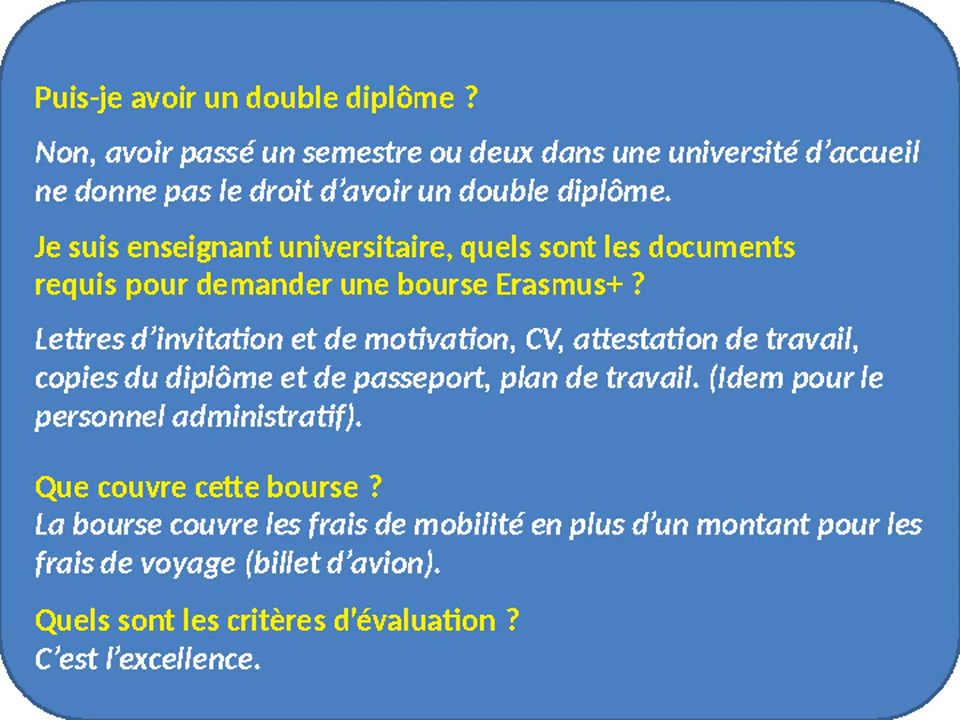 Puis-je avoir un double diplôme ?
Non, avoir passé un semestre ou deux dans une université d’accueil
ne donne pas le droit d’avoir un double diplôme.
Je suis enseignant universitaire, quels sont les documents
requis pour demander une bourse Erasmus+ ?
Lettres d’invitation et de motivation, CV, attestation de travail,
copies du diplôme et de passeport, plan de travail. (Idem pour le
personnel administratif).
Que couvre cette bourse ?
La bourse couvre les frais de mobilité en plus d’un montant pour les
frais de voyage (billet d’avion).
Quels sont les critères d'évaluation ?
C’est l’excellence.